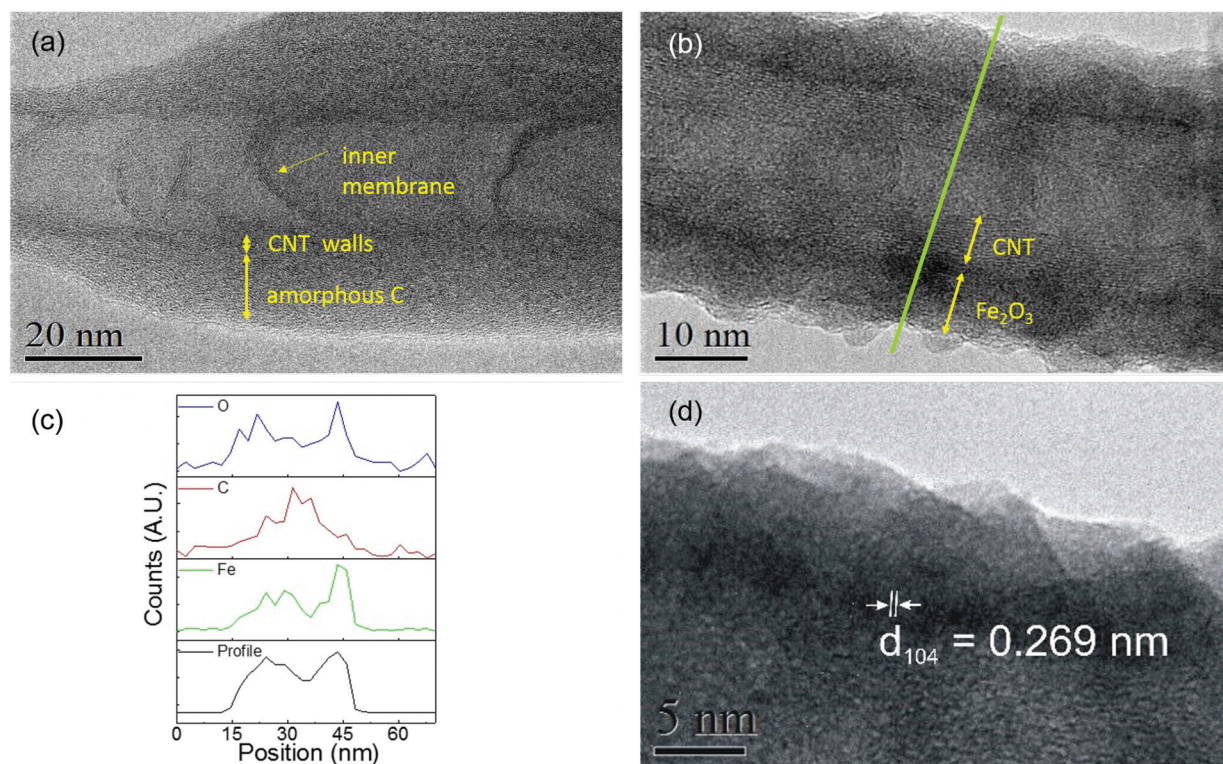 (a)
inner
membrane
CNT walls
amorphous C
20 nm
(b)
CNT
Fe₂O₃
10 nm
(c)
O
C
Fe
Profile
Counts (A.U.)
0 15 30 45 60
Position (nm)
(d)
d₁₀₄ = 0.269 nm
5 nm